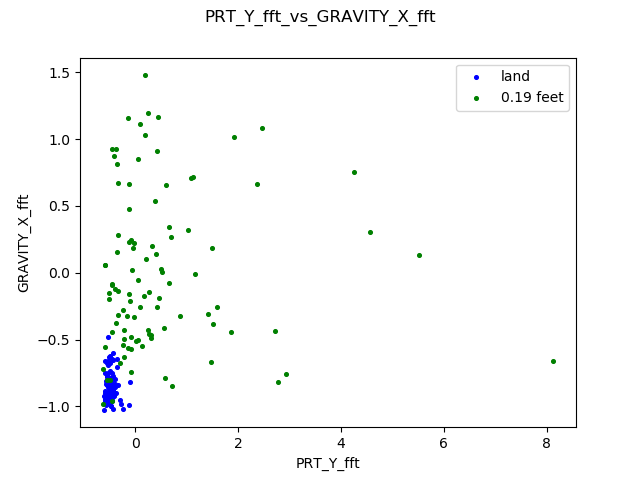 PRT_Y_fft_vs_GRAVITY_X_fft
land
0.19 feet
1.5
1.0
0.5
0.0
−0.5
−1.0
GRAVITY_X_fft
0 2 4 6 8
PRT_Y_fft